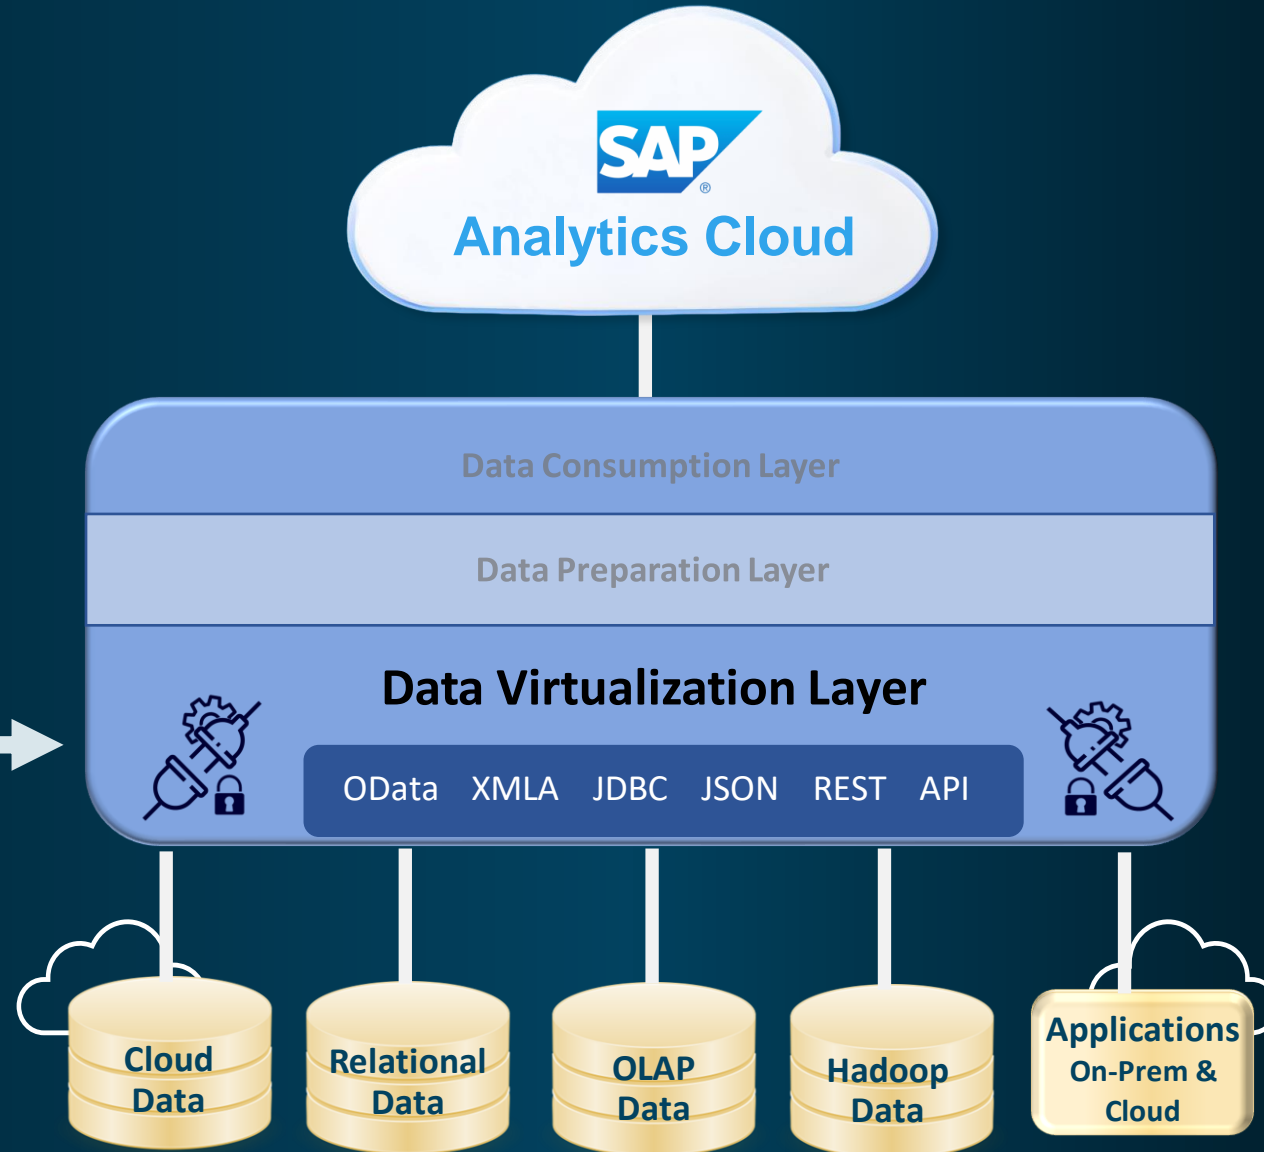 SAP®
Analytics Cloud
Data Consumption Layer
Data Preparation Layer
Data Virtualization Layer
OData XMLA JDBC JSON REST API
Cloud
Data
Relational
Data
OLAP
Data
Hadoop
Data
Applications
On-Prem &
Cloud